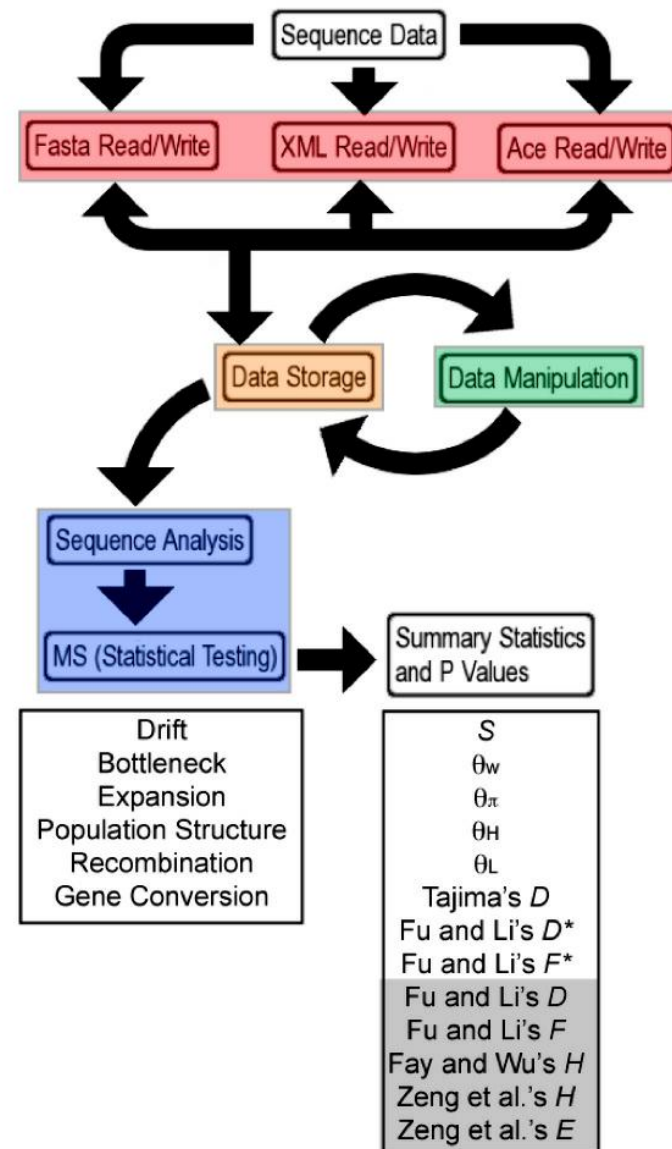 Sequence Data
Fasta Read/Write
XML Read/Write
Ace Read/Write
Data Storage
Data Manipulation
Sequence Analysis
MS (Statistical Testing)
Summary Statistics
and P Values
Drift
Bottleneck
Expansion
Population Structure
Recombination
Gene Conversion
S
θw
θπ
θH
θL
Tajima's D
Fu and Li's D*
Fu and Li's F*
Fu and Li's D
Fu and Li's F
Fay and Wu's H
Zeng et al.'s H
Zeng et al.'s E